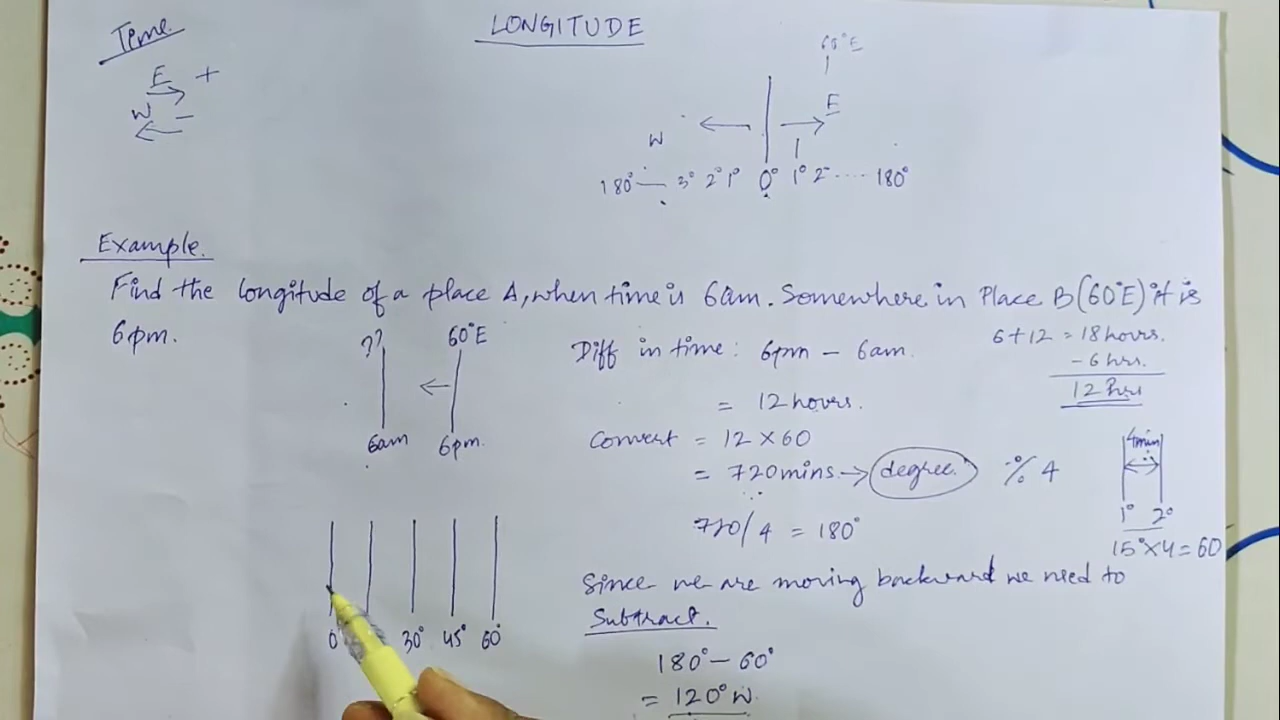 LONGITUDE
Time.
E +
W -
60°E
E
W
180°— 3° 2° 1° 0° 1° 2° .... 180°
Example.
Find the longitude of a place A, when time is 6am. Somewhere in Place B(60°E) it is
6pm.
?? 60°E
6am 6pm.
Diff in time: 6pm - 6am.
= 12 hours.
6+12 = 18 hours.
- 6 hrs.
12 hrs
Convert = 12 x 60
= 720 mins → degree. % 4
720/4 = 180°
4min
1° 2°
15° x 4 = 60
Since we are moving backward we need to
Subtract.
180° - 60°
= 120° W.
0 30° 45° 60°